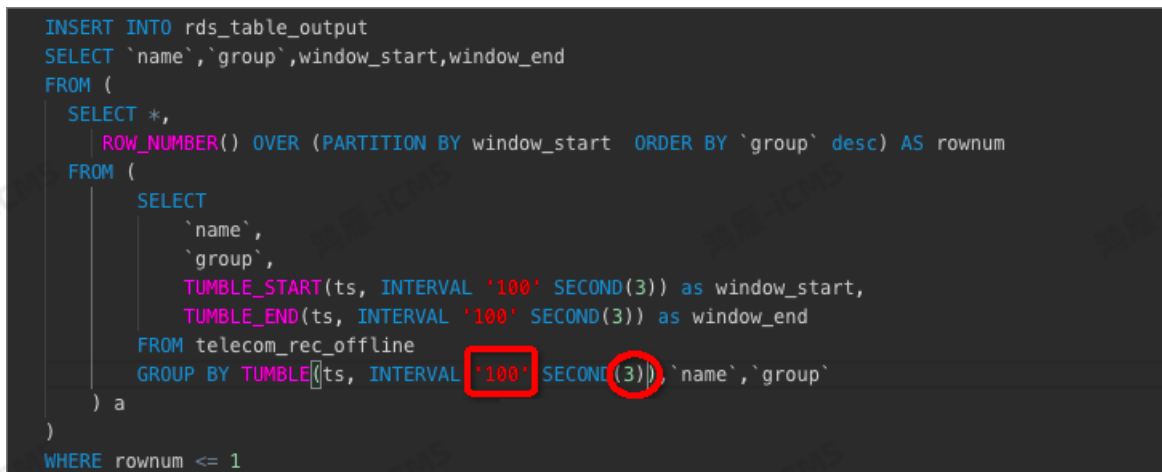 INSERT INTO rds_table_output
SELECT `name`,`group`,window_start,window_end
FROM (
SELECT *,
ROW_NUMBER() OVER (PARTITION BY window_start  ORDER BY `group` desc) AS rownum
FROM (
SELECT
`name`,
`group`,
TUMBLE_START(ts, INTERVAL '100' SECOND(3)) as window_start,
TUMBLE_END(ts, INTERVAL '100' SECOND(3)) as window_end
FROM telecom_rec_offline
GROUP BY TUMBLE(ts, INTERVAL '100' SECOND(3)),`name`,`group`
) a
)
WHERE rownum <= 1